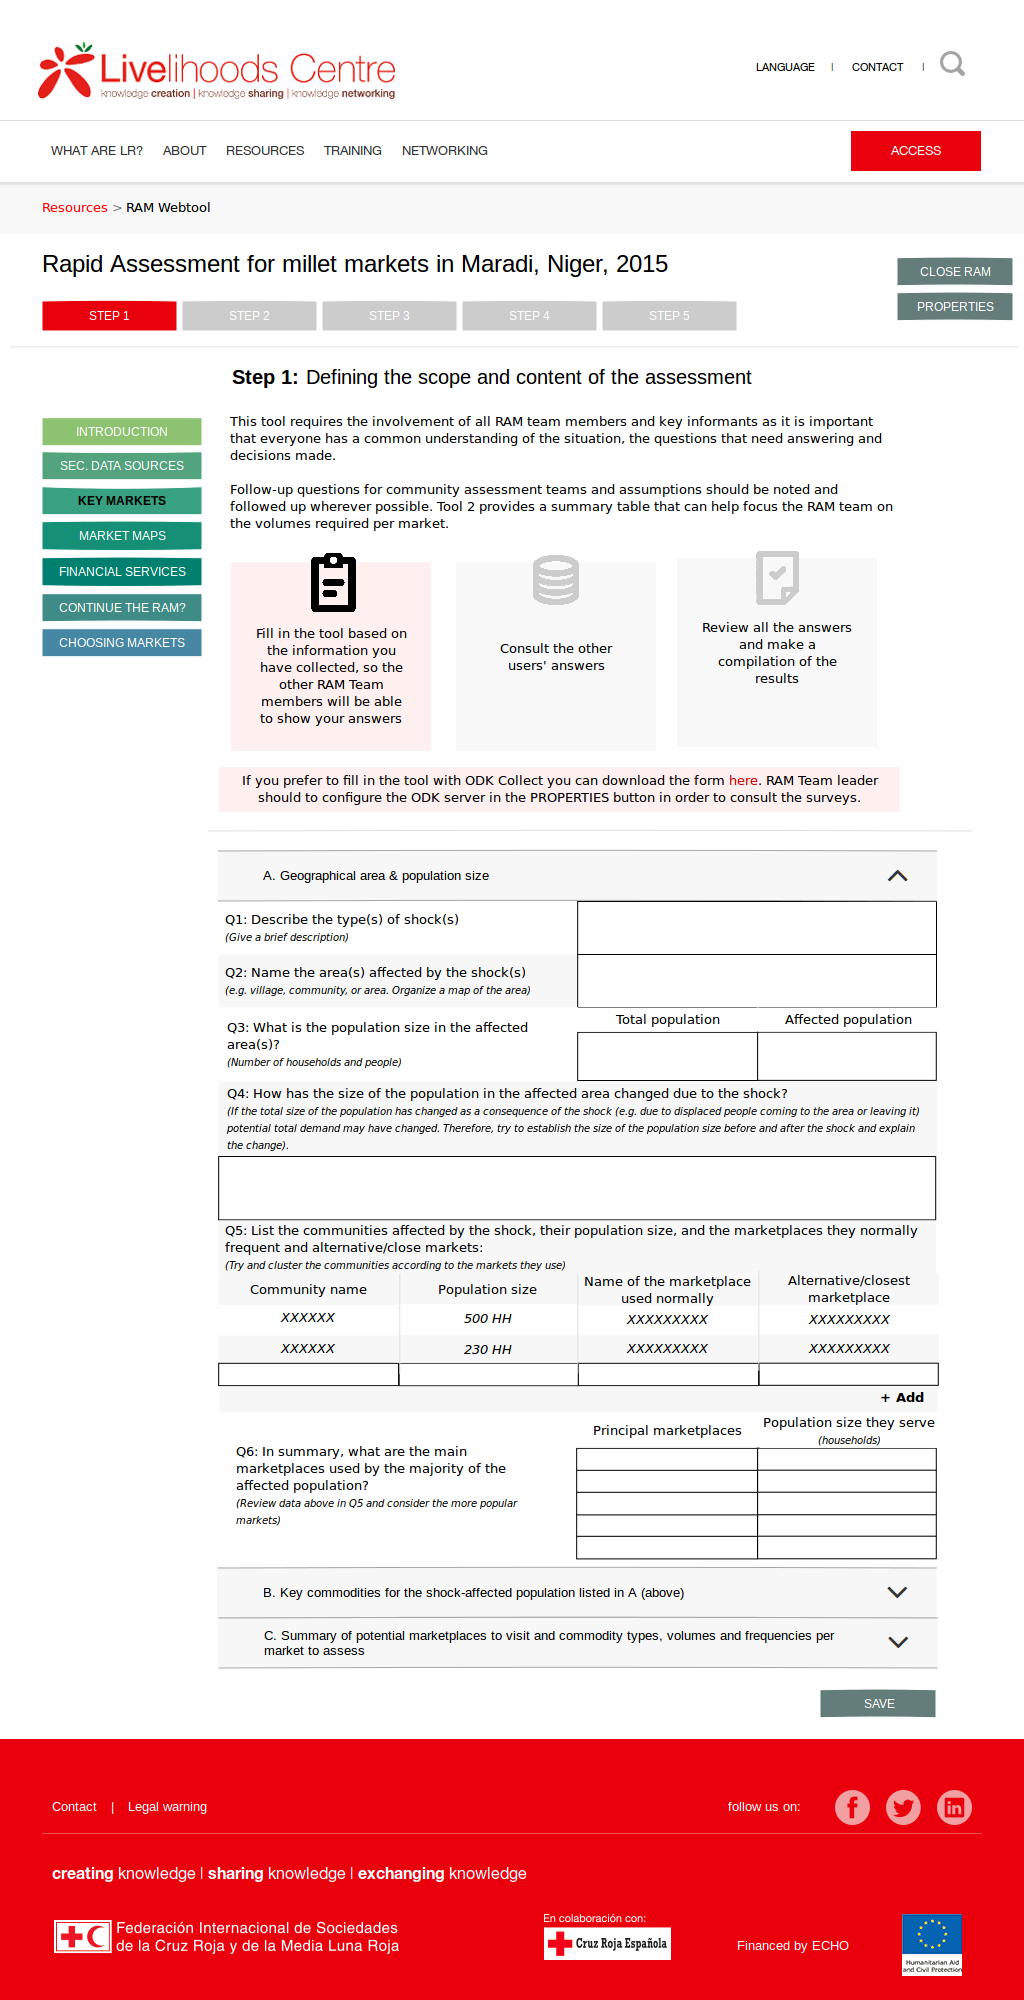 Livelihoods Centre
knowledge creation | knowledge sharing | knowledge networking
LANGUAGE | CONTACT |
WHAT ARE LR? ABOUT RESOURCES TRAINING NETWORKING
ACCESS
Resources > RAM Webtool
Rapid Assessment for millet markets in Maradi, Niger, 2015
CLOSE RAM
PROPERTIES
STEP 1 STEP 2 STEP 3 STEP 4 STEP 5
Step 1: Defining the scope and content of the assessment
INTRODUCTION
SEC. DATA SOURCES
KEY MARKETS
MARKET MAPS
FINANCIAL SERVICES
CONTINUE THE RAM?
CHOOSING MARKETS
This tool requires the involvement of all RAM team members and key informants as it is important
that everyone has a common understanding of the situation, the questions that need answering and
decisions made.
Follow-up questions for community assessment teams and assumptions should be noted and
followed up wherever possible. Tool 2 provides a summary table that can help focus the RAM team on
the volumes required per market.
Fill in the tool based on
the information you
have collected, so the
other RAM Team
members will be able
to show your answers
Consult the other
users' answers
Review all the answers
and make a
compilation of the
results
If you prefer to fill in the tool with ODK Collect you can download the form here. RAM Team leader
should to configure the ODK server in the PROPERTIES button in order to consult the surveys.
A. Geographical area & population size
Q1: Describe the type(s) of shock(s)
(Give a brief description)
Q2: Name the area(s) affected by the shock(s)
(e.g. village, community, or area. Organize a map of the area)
Total population Affected population
Q3: What is the population size in the affected
area(s)?
(Number of households and people)
Q4: How has the size of the population in the affected area changed due to the shock?
(If the total size of the population has changed as a consequence of the shock (e.g. due to displaced people coming to the area or leaving it)
potential total demand may have changed. Therefore, try to establish the size of the population size before and after the shock and explain
the change).
Q5: List the communities affected by the shock, their population size, and the marketplaces they normally
frequent and alternative/close markets:
(Try and cluster the communities according to the markets they use)
Community name
Population size
Name of the marketplace
used normally
Alternative/closest
marketplace
XXXXXX 500 HH XXXXXXXXX XXXXXXXXX
XXXXXX 230 HH XXXXXXXXX XXXXXXXXX
+ Add
Principal marketplaces
Population size they serve
(households)
Q6: In summary, what are the main
marketplaces used by the majority of the
affected population?
(Review data above in Q5 and consider the more popular
markets)
B. Key commodities for the shock-affected population listed in A (above)
C. Summary of potential marketplaces to visit and commodity types, volumes and frequencies per
market to assess
SAVE
Contact | Legal warning
follow us on:
creating knowledge | sharing knowledge | exchanging knowledge
Federación Internacional de Sociedades
de la Cruz Roja y de la Media Luna Roja
En colaboración con:
Cruz Roja Española
Financed by ECHO
Humanitarian Aid
and Civil Protection